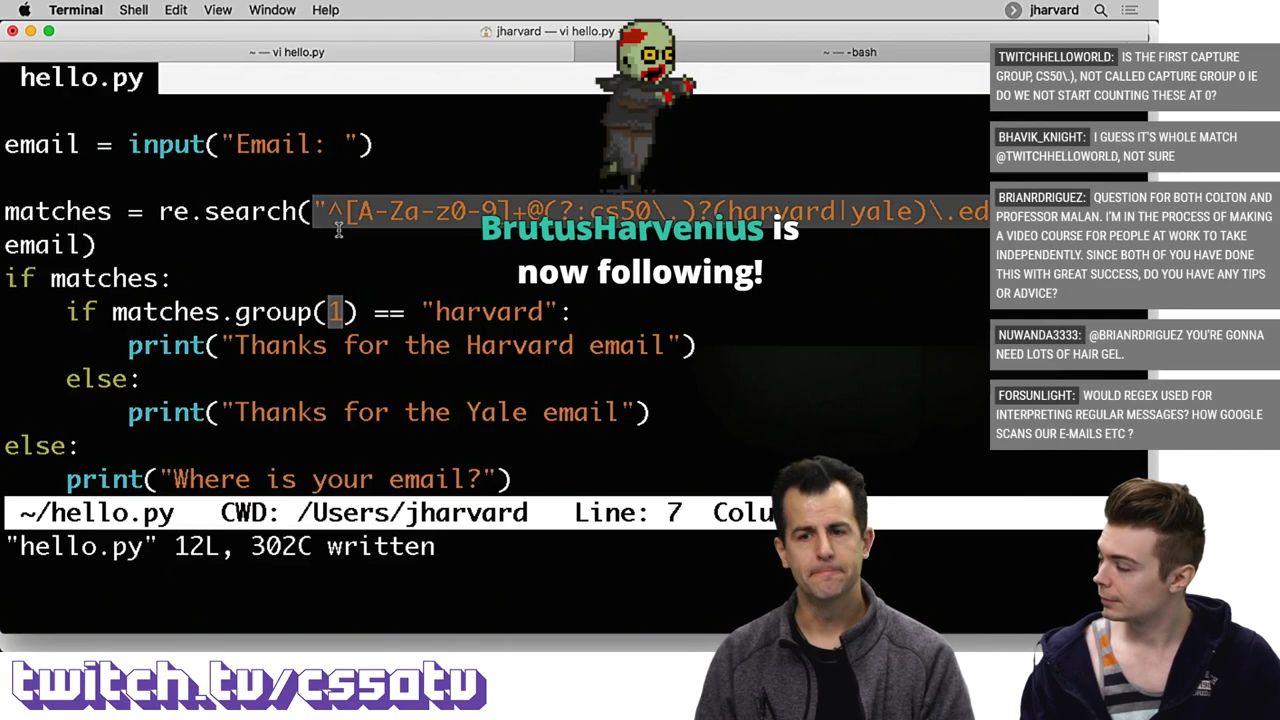 Terminal Shell Edit View Window Help
jharvard
jharvard — vi hello.py
~ — vi hello.py
~ — -bash
hello.py
email = input("Email: ")
matches = re.search("^[A-Za-z0-9]+@(?:cs50\.)?(harvard|yale)\.ed
email)
if matches:
if matches.group(1) == "harvard":
print("Thanks for the Harvard email")
else:
print("Thanks for the Yale email")
else:
print("Where is your email?")
~/hello.py CWD: /Users/jharvard Line: 7 Colu
"hello.py" 12L, 302C written
BrutusHarvenius is
now following!
TWITCHHELLOWORLD: IS THE FIRST CAPTURE
GROUP, CS50\.), NOT CALLED CAPTURE GROUP 0 IE
DO WE NOT START COUNTING THESE AT 0?
BHAVIK_KNIGHT: I GUESS IT'S WHOLE MATCH
@TWITCHHELLOWORLD, NOT SURE
BRIANRDRIGUEZ: QUESTION FOR BOTH COLTON AND
PROFESSOR MALAN. I'M IN THE PROCESS OF MAKING
A VIDEO COURSE FOR PEOPLE AT WORK TO TAKE
INDEPENDENTLY. SINCE BOTH OF YOU HAVE DONE
THIS WITH GREAT SUCCESS, DO YOU HAVE ANY TIPS
OR ADVICE?
NUWANDA3333: @BRIANRDRIGUEZ YOU'RE GONNA
NEED LOTS OF HAIR GEL.
FORSUNLIGHT: WOULD REGEX USED FOR
INTERPRETING REGULAR MESSAGES? HOW GOOGLE
SCANS OUR E-MAILS ETC ?
twitch.tv/cs50tv